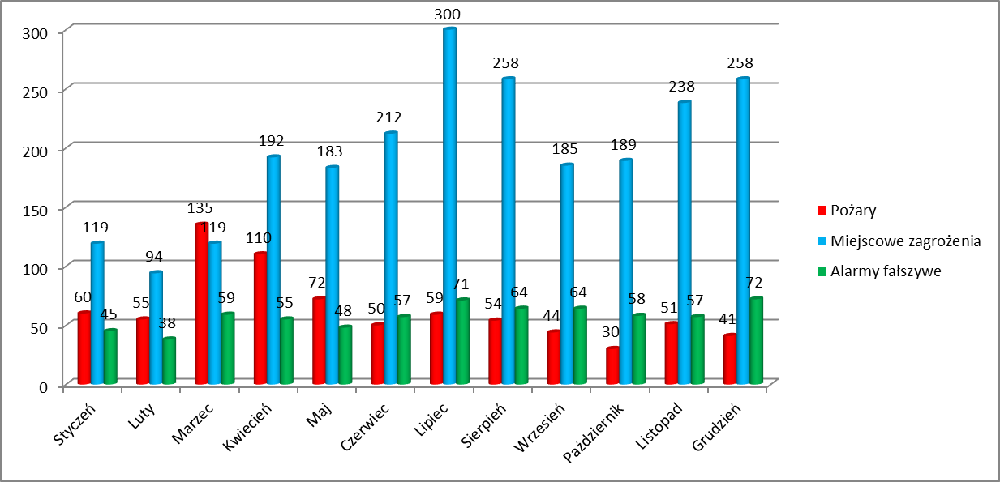 300
250
200
150
100
50
0
60 119 45
55 94 38
135 119 59
110 192 55
72 183 48
50 212 57
59 300 71
54 258 64
44 185 64
30 189 58
51 238 57
41 258 72
Styczeń
Luty
Marzec
Kwiecień
Maj
Czerwiec
Lipiec
Sierpień
Wrzesień
Październik
Listopad
Grudzień
Pożary
Miejscowe zagrożenia
Alarmy fałszywe